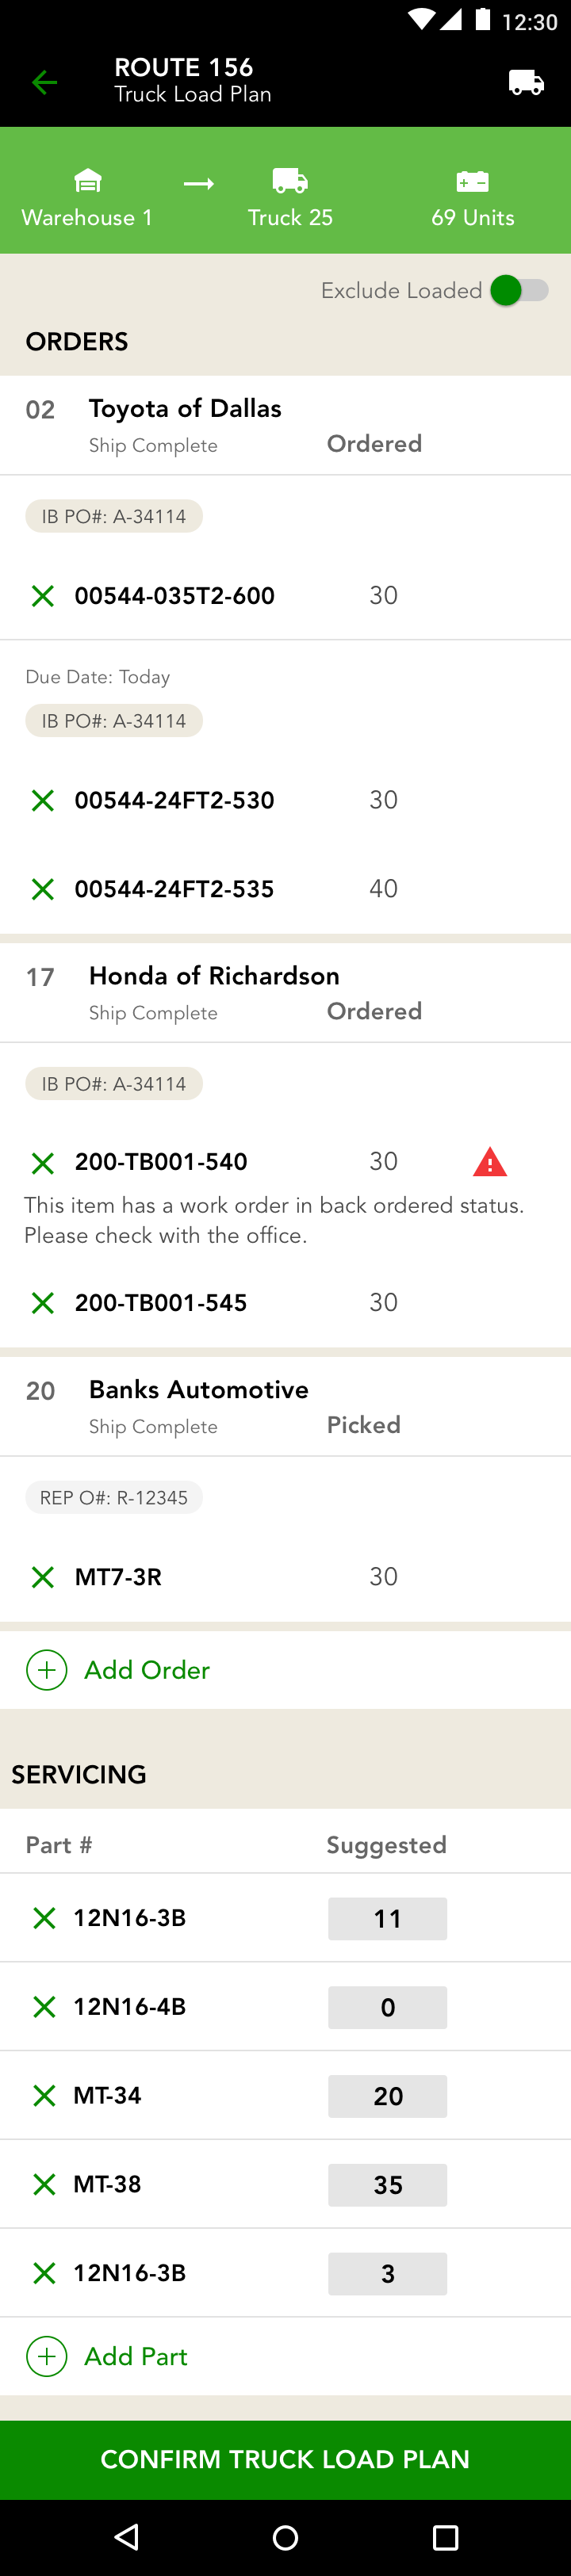 12:30
ROUTE 156
Truck Load Plan
Warehouse 1
Truck 25
69 Units
Exclude Loaded
ORDERS
02 Toyota of Dallas
Ship Complete Ordered
IB PO#: A-34114
00544-035T2-600 30
Due Date: Today
IB PO#: A-34114
00544-24FT2-530 30
00544-24FT2-535 40
17 Honda of Richardson
Ship Complete Ordered
IB PO#: A-34114
200-TB001-540 30
This item has a work order in back ordered status.
Please check with the office.
200-TB001-545 30
20 Banks Automotive
Ship Complete Picked
REP O#: R-12345
MT7-3R 30
Add Order
SERVICING
Part # Suggested
12N16-3B 11
12N16-4B 0
MT-34 20
MT-38 35
12N16-3B 3
Add Part
CONFIRM TRUCK LOAD PLAN